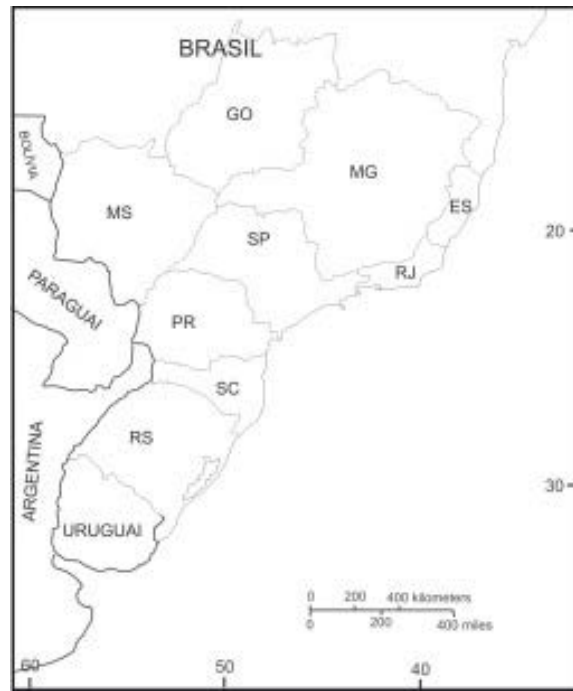 BRASIL
GO
BOLIVIA
MG
MS
ES
SP
20
RJ
PARAGUAI
PR
SC
RS
ARGENTINA
30
URUGUAI
0 200 400 kilometers
0 200 400 miles
60 50 40